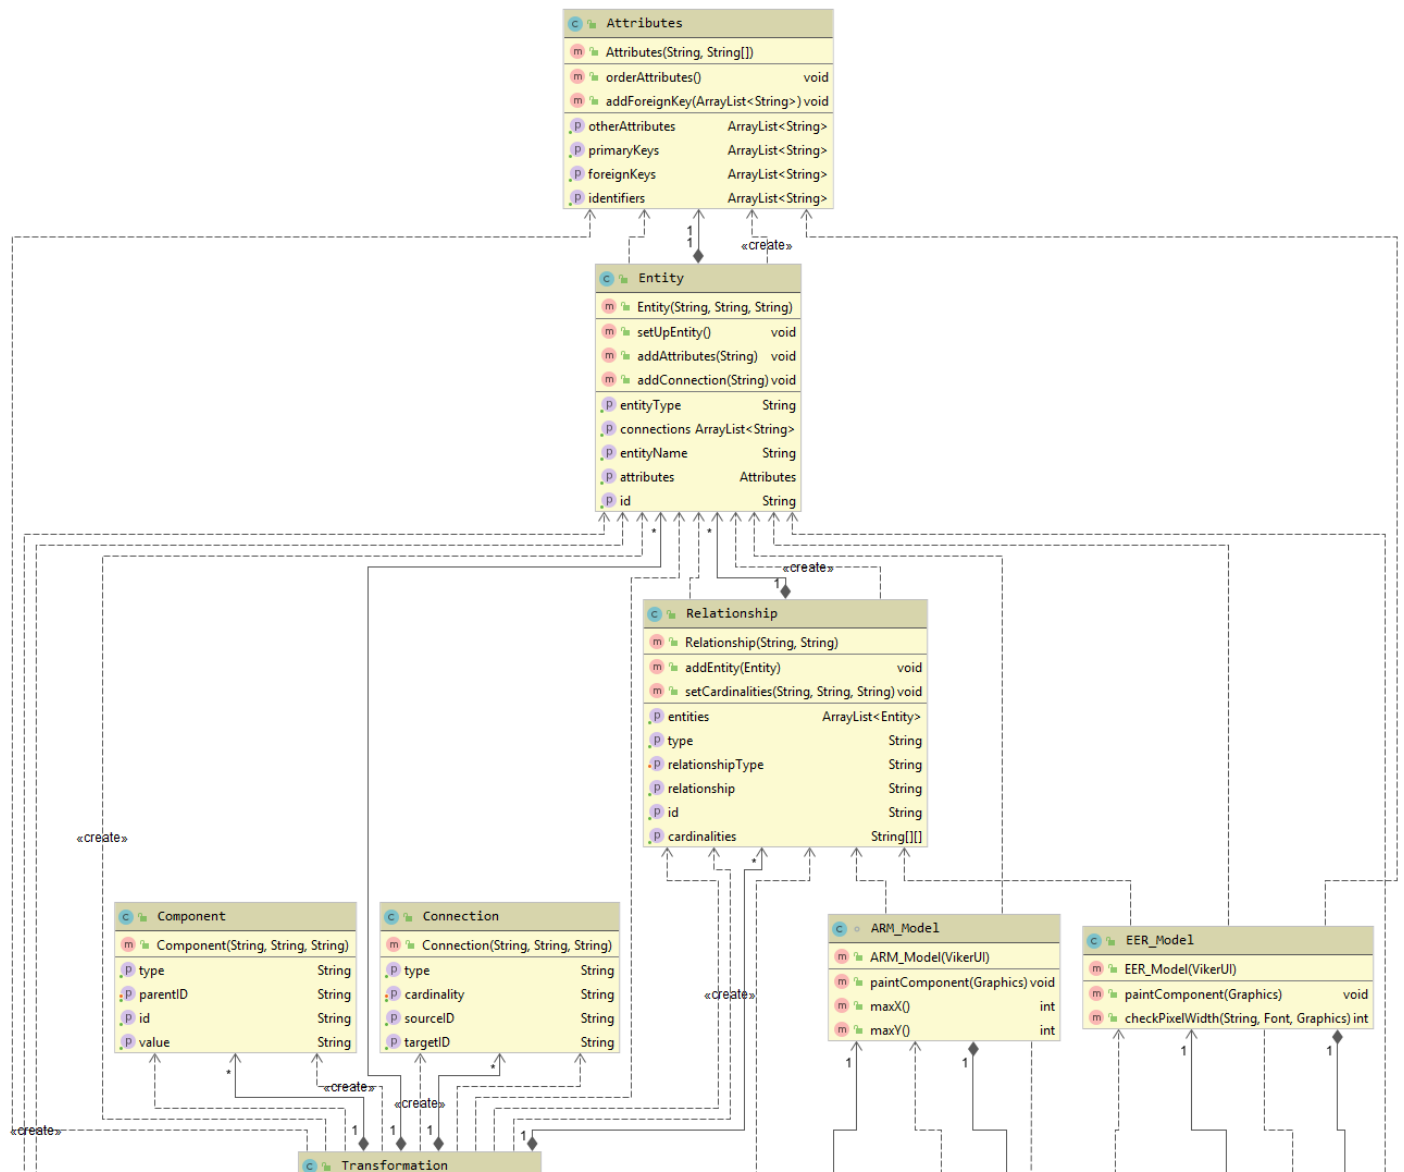 Attributes
Attributes(String, String[])
orderAttributes() void
addForeignKey(ArrayList<String>) void
otherAttributes ArrayList<String>
primaryKeys ArrayList<String>
foreignKeys ArrayList<String>
identifiers ArrayList<String>
1
1
«create»
Entity
Entity(String, String, String)
setUpEntity() void
addAttributes(String) void
addConnection(String) void
entityType String
connections ArrayList<String>
entityName String
attributes Attributes
id String
* *
«create»
1
Relationship
Relationship(String, String)
addEntity(Entity) void
setCardinalities(String, String, String) void
entities ArrayList<Entity>
type String
relationshipType String
relationship String
id String
cardinalities String[][]
«create»
*
Component
Component(String, String, String)
type String
parentID String
id String
value String
Connection
Connection(String, String, String)
type String
cardinality String
sourceID String
targetID String
ARM_Model
ARM_Model(VikerUI)
paintComponent(Graphics) void
maxX() int
maxY() int
EER_Model
EER_Model(VikerUI)
paintComponent(Graphics) void
checkPixelWidth(String, Font, Graphics) int
«create»
* *
1 1 1 1
«create»
«create»
«create»
1 1 1 1
Transformation